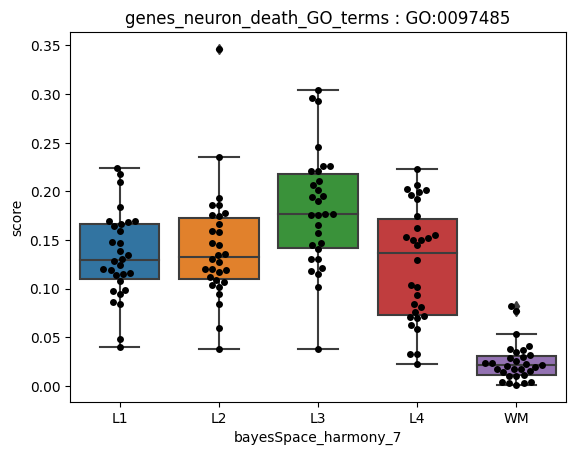 genes_neuron_death_GO_terms : GO:0097485
score
0.35
0.30
0.25
0.20
0.15
0.10
0.05
0.00
L1 L2 L3 L4 WM
bayesSpace_harmony_7